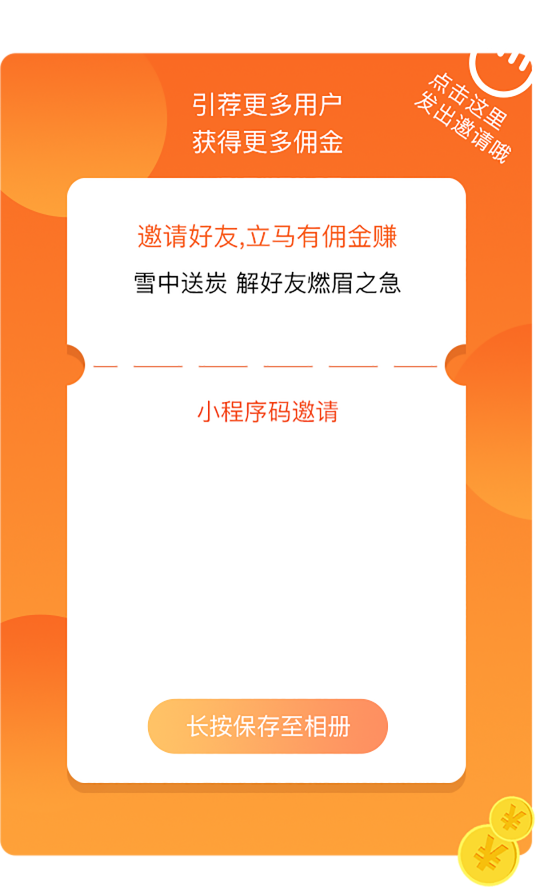 引荐更多用户
获得更多佣金
点击这里
发出邀请哦
邀请好友,立马有佣金赚
雪中送炭 解好友燃眉之急
小程序码邀请
长按保存至相册
¥
¥